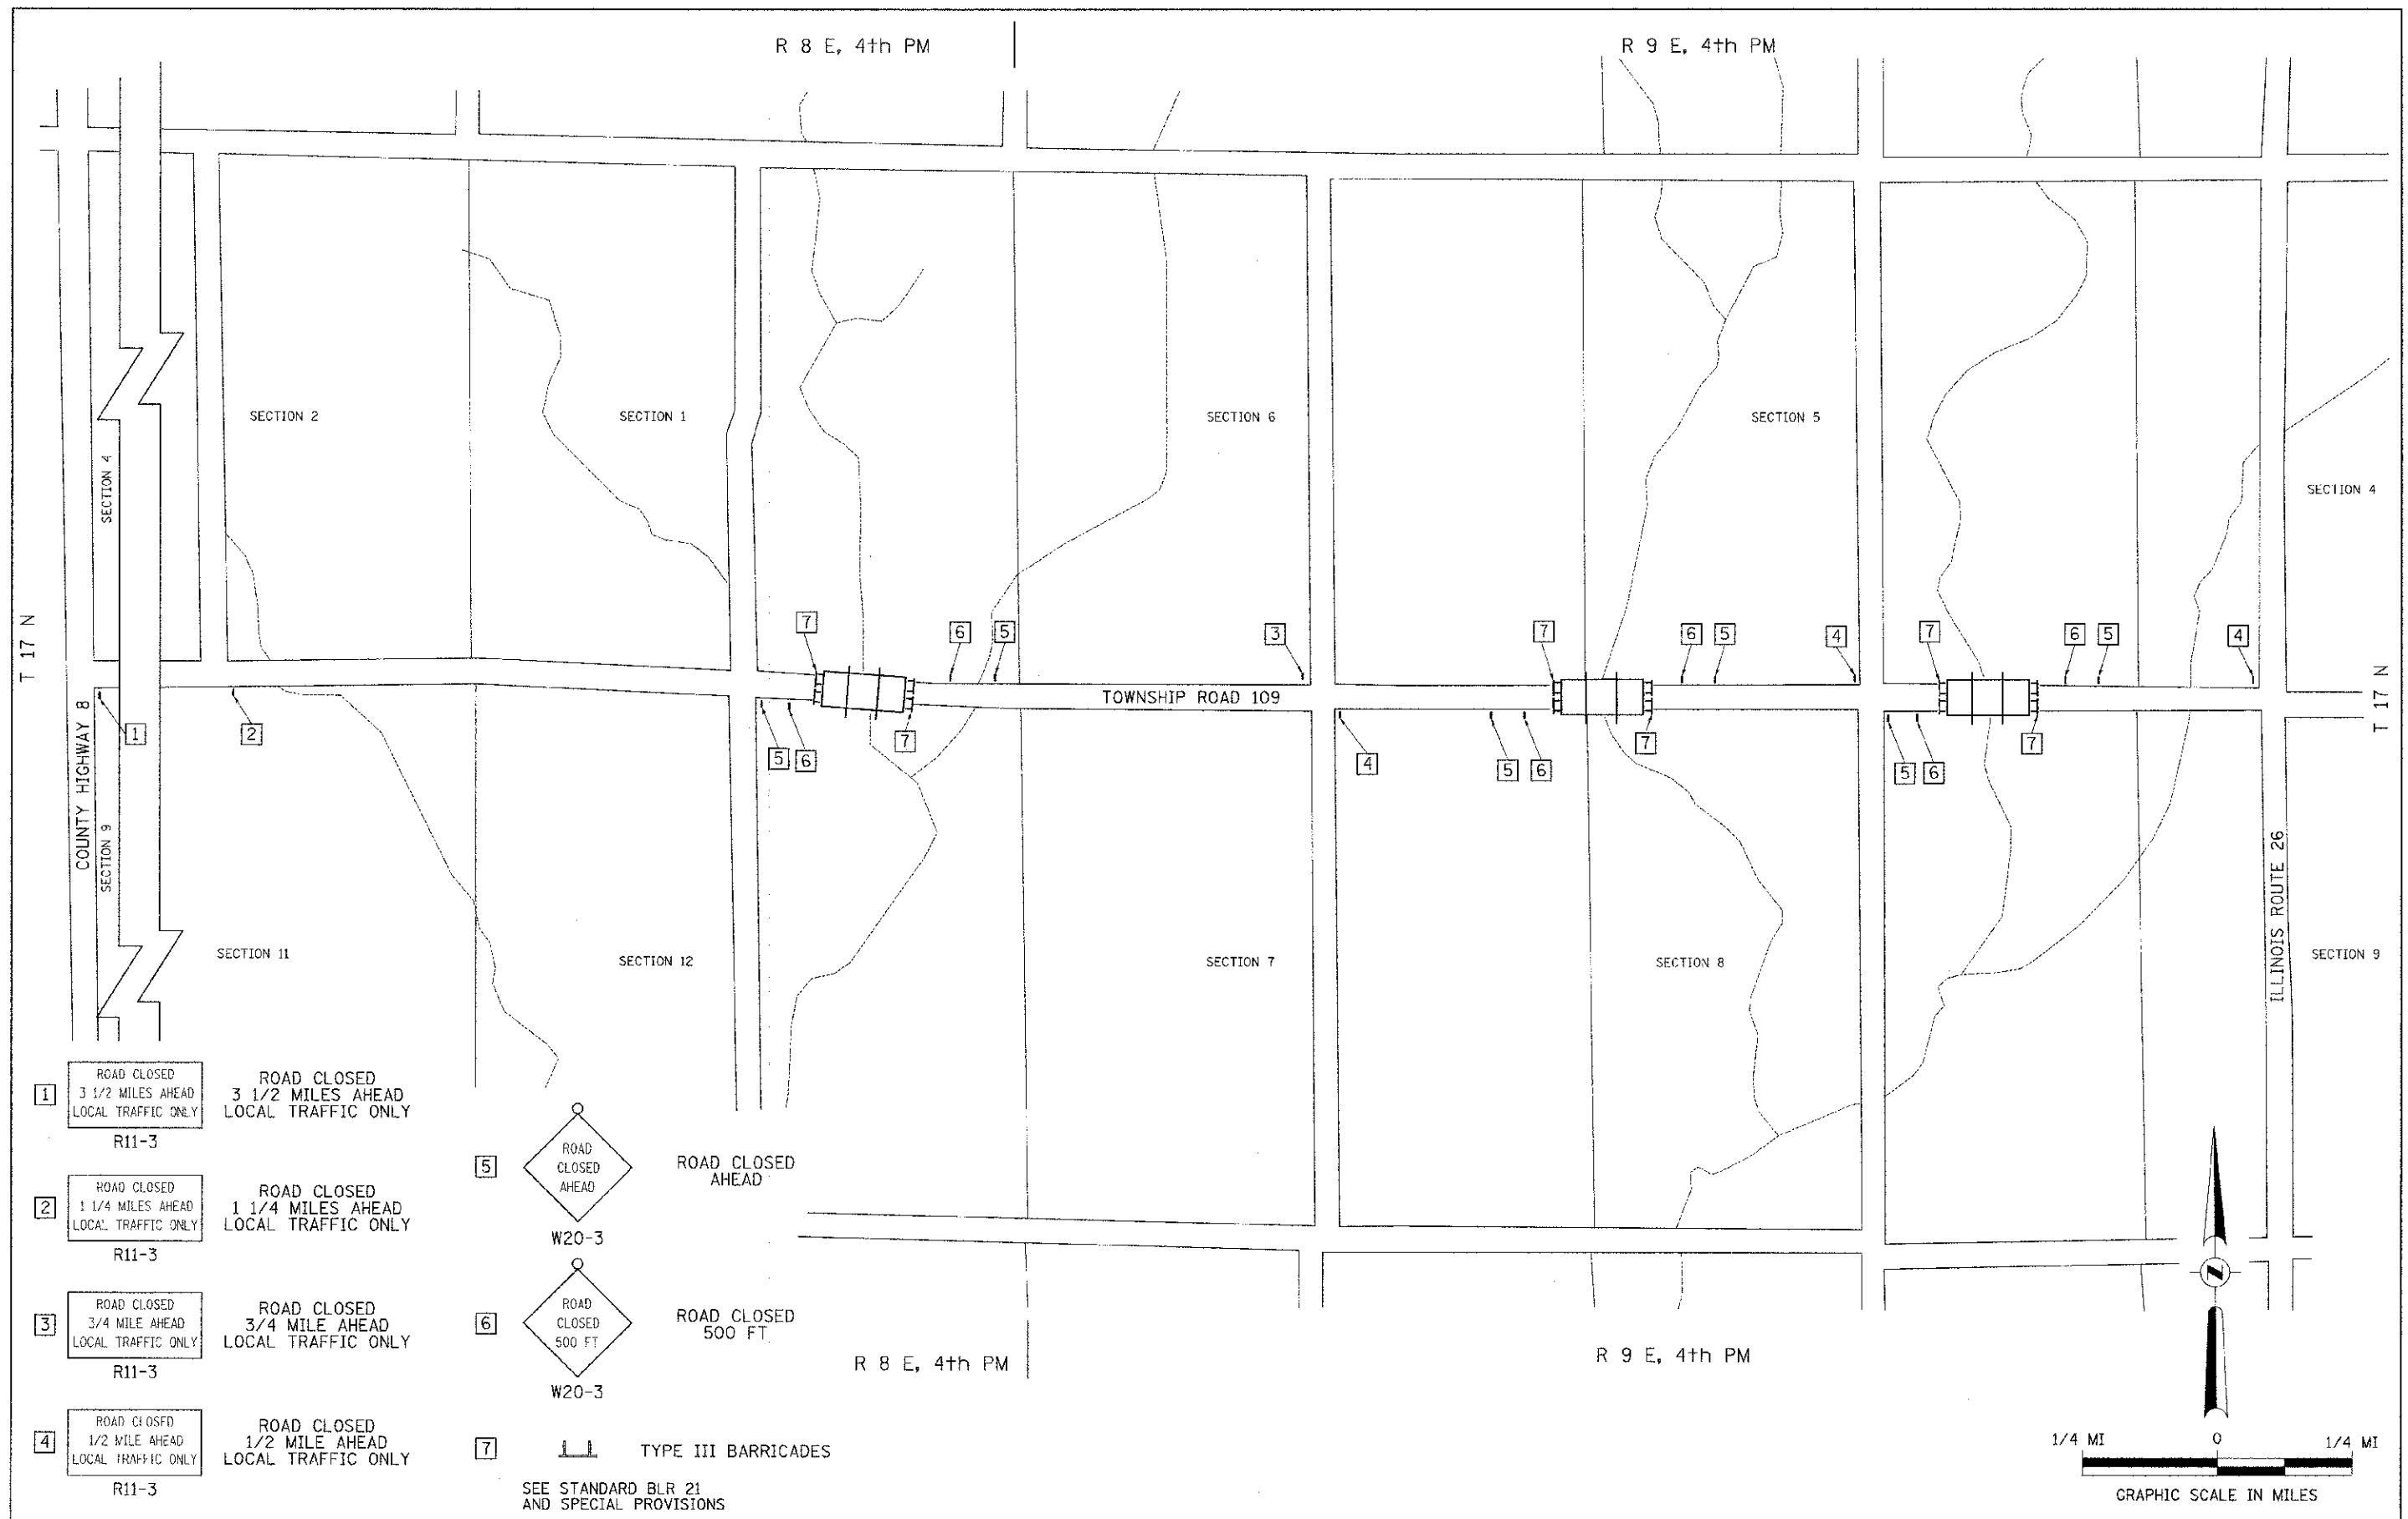 R 8 E, 4th PM
R 9 E, 4th PM
SECTION 2
SECTION 1
SECTION 6
SECTION 5
SECTION 4
SECTION 4
T 17 N
7
6
5
3
7
6
5
4
7
6
5
4
TOWNSHIP ROAD 109
T 17 N
1
2
5
6
7
4
5
6
7
5
6
7
COUNTY HIGHWAY 8
SECTION 9
ILLINOIS ROUTE 26
SECTION 11
SECTION 12
SECTION 7
SECTION 8
SECTION 9
1
ROAD CLOSED
3 1/2 MILES AHEAD
LOCAL TRAFFIC ONLY
R11-3
ROAD CLOSED
3 1/2 MILES AHEAD
LOCAL TRAFFIC ONLY
2
ROAD CLOSED
1 1/4 MILES AHEAD
LOCAL TRAFFIC ONLY
R11-3
ROAD CLOSED
1 1/4 MILES AHEAD
LOCAL TRAFFIC ONLY
3
ROAD CLOSED
3/4 MILE AHEAD
LOCAL TRAFFIC ONLY
R11-3
ROAD CLOSED
3/4 MILE AHEAD
LOCAL TRAFFIC ONLY
4
ROAD CLOSED
1/2 MILE AHEAD
LOCAL TRAFFIC ONLY
R11-3
ROAD CLOSED
1/2 MILE AHEAD
LOCAL TRAFFIC ONLY
5
ROAD
CLOSED
AHEAD
W20-3
ROAD CLOSED
AHEAD
6
ROAD
CLOSED
500 FT
W20-3
ROAD CLOSED
500 FT
7
TYPE III BARRICADES
SEE STANDARD BLR 21
AND SPECIAL PROVISIONS
R 8 E, 4th PM
R 9 E, 4th PM
Z
1/4 MI
0
1/4 MI
GRAPHIC SCALE IN MILES